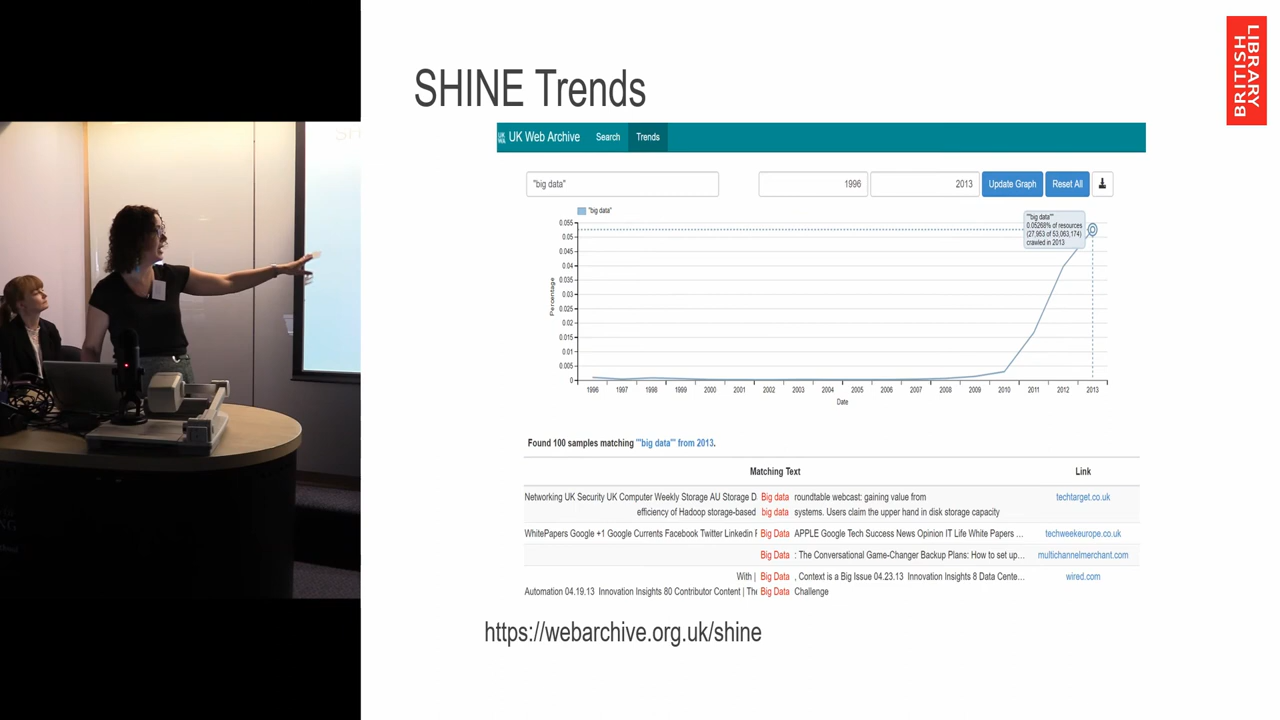 SHINE Trends
BRITISH
LIBRARY
UK Web Archive Search Trends
"big data" 1996 2013 Update Graph Reset All
"big data"
""big data""
0.05268% of resources
(27,953 of 53,063,174)
crawled in 2013
0.055
0.05
0.045
0.04
0.035
0.03
0.025
0.02
0.015
0.01
0.005
0
Percentage
1996 1997 1998 1999 2000 2001 2002 2003 2004 2005 2006 2007 2008 2009 2010 2011 2012 2013
Date
Found 100 samples matching ""big data"" from 2013.
Matching Text Link
Networking UK Security UK Computer Weekly Storage AU Storage D Big data roundtable webcast: gaining value from techtarget.co.uk
efficiency of Hadoop storage-based big data systems. Users claim the upper hand in disk storage capacity
WhitePapers Google +1 Google Currents Facebook Twitter Linkedin F Big Data APPLE Google Tech Success News Opinion IT Life White Papers ... techweekeurope.co.uk
Big Data : The Conversational Game-Changer Backup Plans: How to set up... multichannelmerchant.com
With | Big Data , Context is a Big Issue 04.23.13 Innovation Insights 8 Data Cente... wired.com
Automation 04.19.13 Innovation Insights 80 Contributor Content | The Big Data Challenge
https://webarchive.org.uk/shine